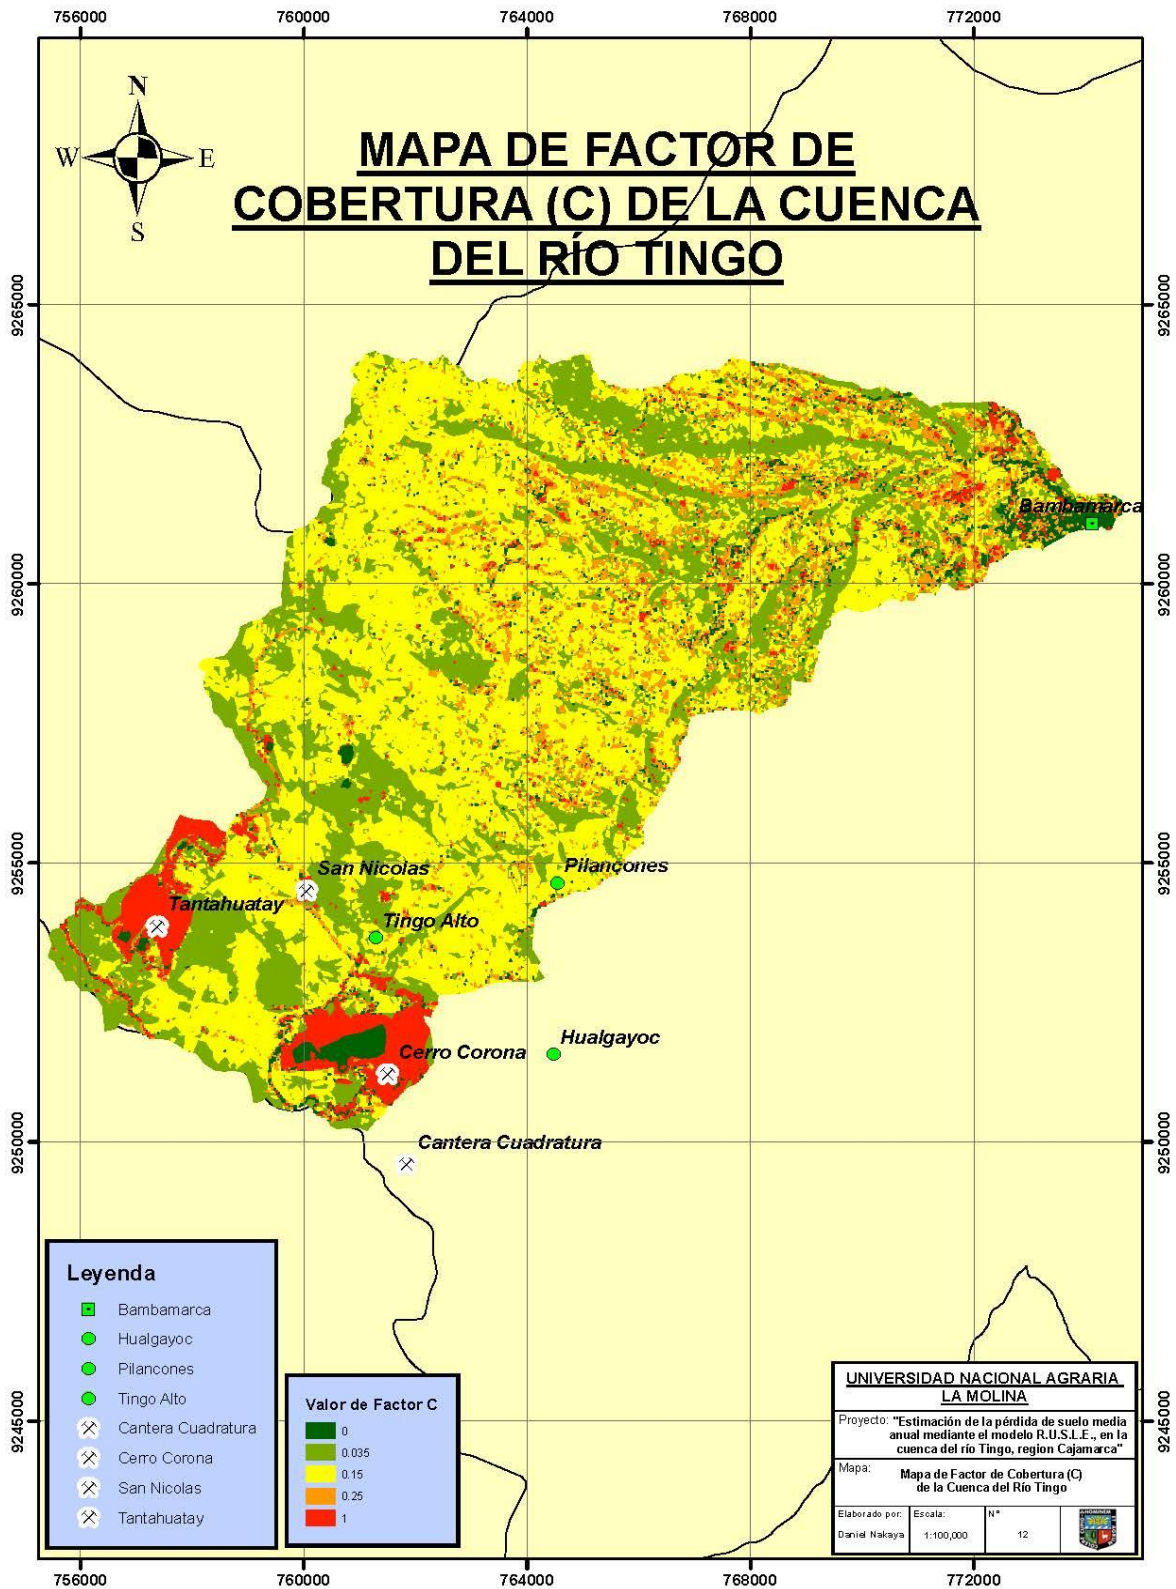 756000 760000 764000 768000 772000
N
W E
S
MAPA DE FACTOR DE
COBERTURA (C) DE LA CUENCA
DEL RÍO TINGO
9265000 9265000
Bambamarca
9260000 9260000
9255000 9255000
San Nicolas
Pilancones
Tantahuatay
Tingo Alto
Hualgayoc
Cerro Corona
9250000 9250000
Cantera Cuadratura
Leyenda
Bambamarca
Hualgayoc
Pilancones
Tingo Alto
Cantera Cuadratura
Cerro Corona
San Nicolas
Tantahuatay
Valor de Factor C
0
0.035
0.15
0.25
1
9245000 9245000
UNIVERSIDAD NACIONAL AGRARIA
LA MOLINA
Proyecto: "Estimación de la pérdida de suelo media
anual mediante el modelo R.U.S.L.E., en la
cuenca del río Tingo, region Cajamarca"
Mapa: Mapa de Factor de Cobertura (C)
de la Cuenca del Río Tingo
Elaborado por: Escala: N°
Daniel Nakaya 1:100,000 12
756000 760000 764000 768000 772000